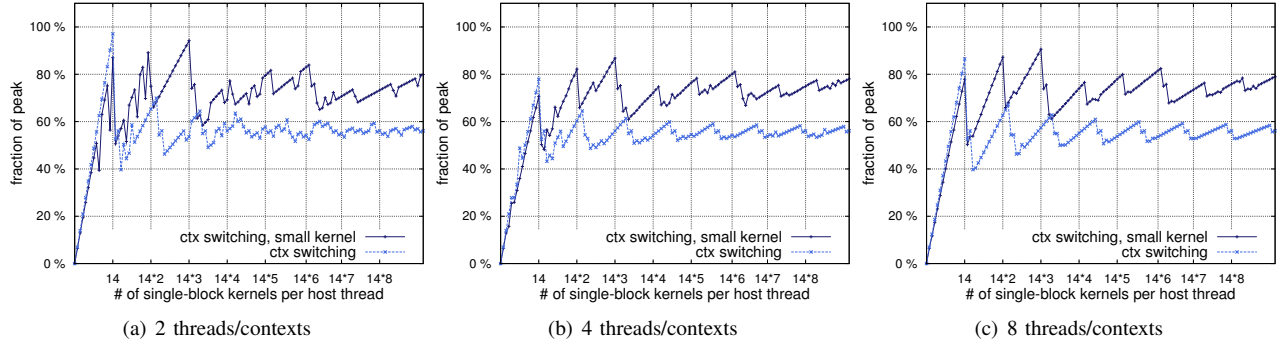 100 %
80 %
60 %
40 %
20 %
0 %
fraction of peak
ctx switching, small kernel
ctx switching
14 14*2 14*3 14*4 14*5 14*6 14*7 14*8
# of single-block kernels per host thread
(a) 2 threads/contexts
100 %
80 %
60 %
40 %
20 %
0 %
fraction of peak
ctx switching, small kernel
ctx switching
14 14*2 14*3 14*4 14*5 14*6 14*7 14*8
# of single-block kernels per host thread
(b) 4 threads/contexts
100 %
80 %
60 %
40 %
20 %
0 %
fraction of peak
ctx switching, small kernel
ctx switching
14 14*2 14*3 14*4 14*5 14*6 14*7 14*8
# of single-block kernels per host thread
(c) 8 threads/contexts